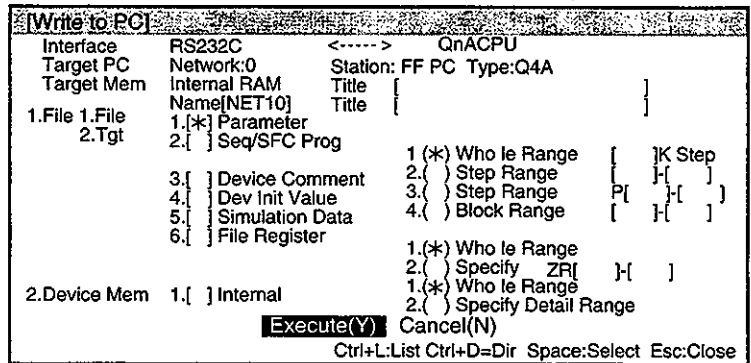 [Write to PC]
Interface RS232C <-----> QnACPU
Target PC Network:0 Station: FF PC Type:Q4A
Target Mem Internal RAM Title [ ]
Name[NET10] Title [ ]
1.File 1.File 1.[*] Parameter
2.Tgt 2.[ ] Seq/SFC Prog
1 (*) Who le Range [ ]K Step
2.( ) Step Range [ ]-[ ]
3.[ ] Device Comment 3.( ) Step Range P[ ]-[ ]
4.[ ] Dev Init Value 4.( ) Block Range [ ]-[ ]
5.[ ] Simulation Data
6.[ ] File Register 1.(*) Who le Range
2.( ) Specify ZR[ ]-[ ]
2.Device Mem 1.[ ] Internal 1.(*) Who le Range
2.( ) Specify Detail Range
Execute(Y) Cancel(N)
Ctrl+L:List Ctrl+D=Dir Space:Select Esc:Close